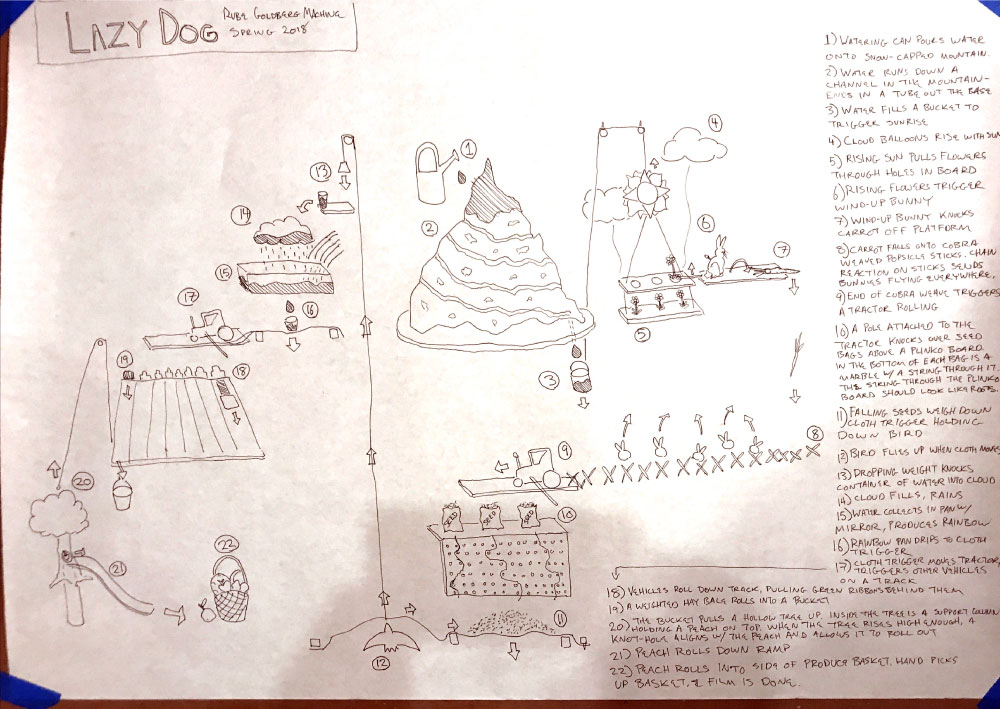 LAZY DOG
RUBE GOLDBERG MACHINE
SPRING 2018
1) WATERING CAN POURS WATER
ONTO SNOW-CAPPED MOUNTAIN.
2) WATER RUNS DOWN A
CHANNEL IN THE MOUNTAIN-
ENDS IN A TUBE OUT THE BASE
3) WATER FILLS A BUCKET TO
TRIGGER SUNRISE
4) CLOUD BALLOONS RISE WITH SUN
5) RISING SUN PULLS FLOWERS
THROUGH HOLES IN BOARD
6) RISING FLOWERS TRIGGER
WIND-UP BUNNY
7) WIND-UP BUNNY KNOCKS
CARROT OFF PLATFORM
8) CARROT FALLS ONTO COBRA
WEAVED POPSICLE STICKS. CHAIN
REACTION ON STICKS SENDS
BUNNIES FLYING EVERYWHERE.
9) END OF COBRA WEAVE TRIGGERS
A TRACTOR ROLLING
10) A POLE ATTACHED TO THE
TRACTOR KNOCKS OVER SEED
BAGS ABOVE A PLINKO BOARD.
IN THE BOTTOM OF EACH BAG IS A
MARBLE W/ A STRING THROUGH IT.
THE STRING THROUGH THE PLINKO
BOARD SHOULD LOOK LIKE ROOTS.
11) FALLING SEEDS WEIGH DOWN
CLOTH TRIGGER HOLDING
DOWN BIRD
12) BIRD FLIES UP WHEN CLOTH MOVES
13) DROPPING WEIGHT KNOCKS
CONTAINER OF WATER INTO CLOUD
14) CLOUD FILLS, RAINS
15) WATER COLLECTS IN PAN W/
MIRROR, PRODUCES RAINBOW
16) RAINBOW PAN DRIPS TO CLOTH
TRIGGER
17) CLOTH TRIGGER MOVES TRACTOR,
TRIGGERS OTHER VEHICLES
ON A TRACK
18) VEHICLES ROLL DOWN TRACK, PULLING GREEN RIBBONS BEHIND THEM
19) A WEIGHTED HAY BALE ROLLS INTO A BUCKET
20) THE BUCKET PULLS A HOLLOW TREE UP. INSIDE THE TREE IS A SUPPORT COLUMN
HOLDING A PEACH ON TOP. WHEN THE TREE RISES HIGH ENOUGH, A
KNOT-HOLE ALIGNS W/ THE PEACH AND ALLOWS IT TO ROLL OUT
21) PEACH ROLLS DOWN RAMP
22) PEACH ROLLS INTO SIDE OF PRODUCE BASKET. HAND PICKS
UP BASKET, & FILM IS DONE.
1
4
13
14
2
6
7
15
17
16
5
3
19
18
8
9
20
SEED SEED SEED
10
22
21
11
12